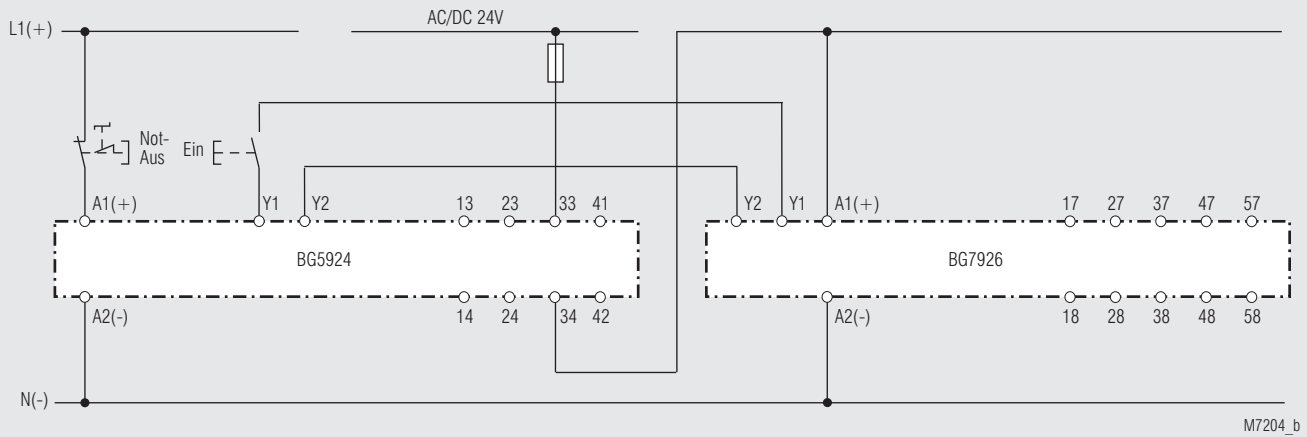 AC/DC 24V
L1(+)
Not-
Aus
Ein
A1(+) Y1 Y2 13 23 33 41 Y2 Y1 A1(+) 17 27 37 47 57
BG5924 BG7926
A2(-) 14 24 34 42 A2(-) 18 28 38 48 58
N(-)
M7204_b